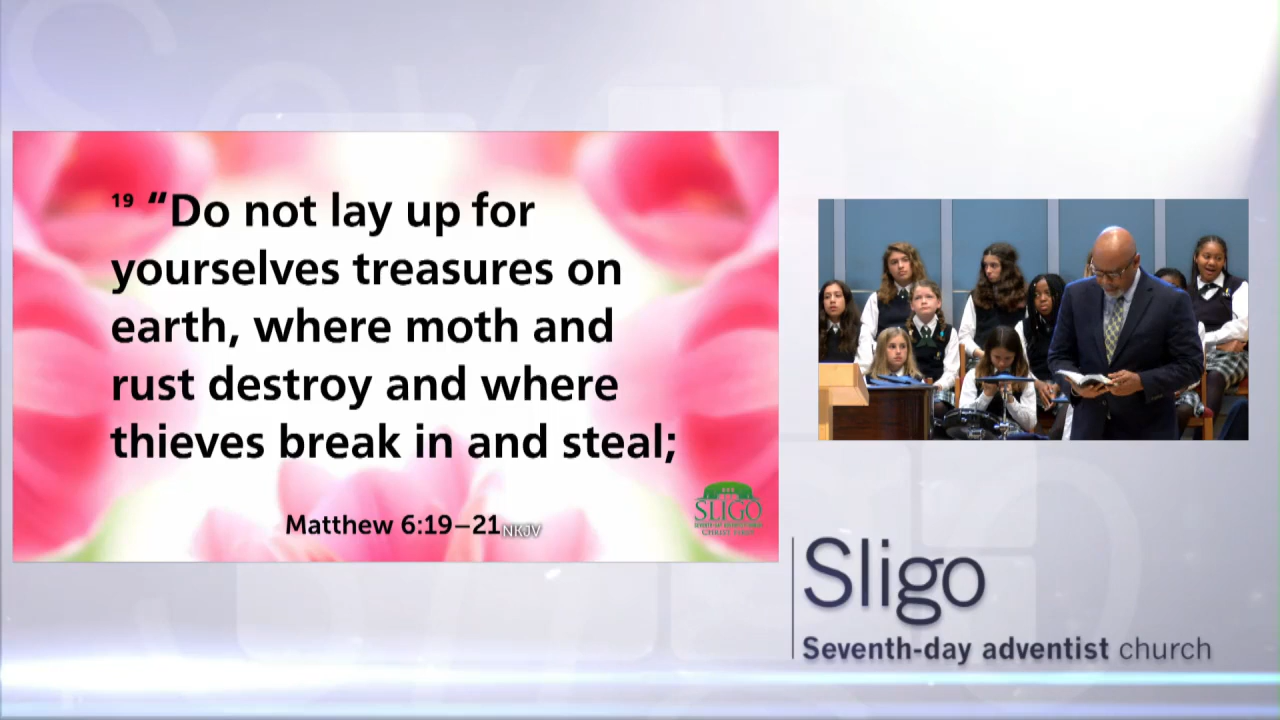 19 “Do not lay up for
yourselves treasures on
earth, where moth and
rust destroy and where
thieves break in and steal;
Matthew 6:19–21 NKJV
SLIGO
Sligo
Seventh-day adventist church